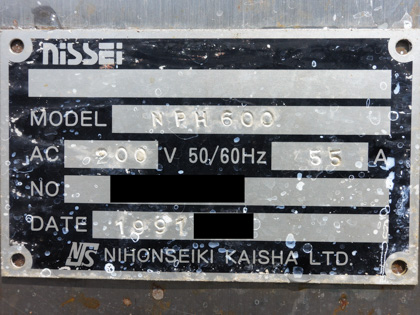 NISSEI
MODEL NPH600
AC 200 V 50/60Hz 55 A
NO
DATE 1991
NS NIHONSEIKI KAISHA LTD.